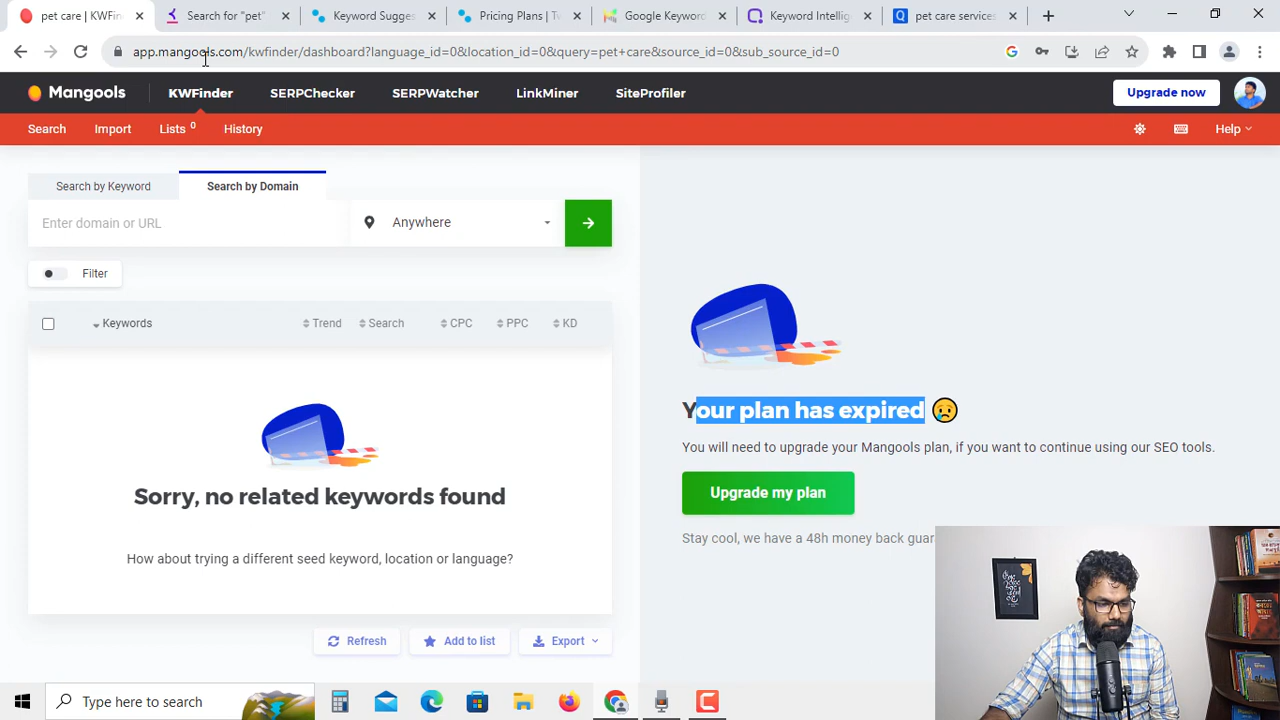 pet care | KWFin
Search for "pet"
Keyword Sugges
Pricing Plans | Tw
Google Keyword
Keyword Intellig
pet care services
app.mangools.com/kwfinder/dashboard?language_id=0&location_id=0&query=pet+care&source_id=0&sub_source_id=0
Mangools
KWFinder
SERPChecker
SERPWatcher
LinkMiner
SiteProfiler
Upgrade now
Search
Import
Lists 0
History
Help
Search by Keyword
Search by Domain
Enter domain or URL
Anywhere
Filter
Keywords
Trend
Search
CPC
PPC
KD
Sorry, no related keywords found
How about trying a different seed keyword, location or language?
Refresh
Add to list
Export
Your plan has expired 😢
You will need to upgrade your Mangools plan, if you want to continue using our SEO tools.
Upgrade my plan
Stay cool, we have a 48h money back guar
Type here to search